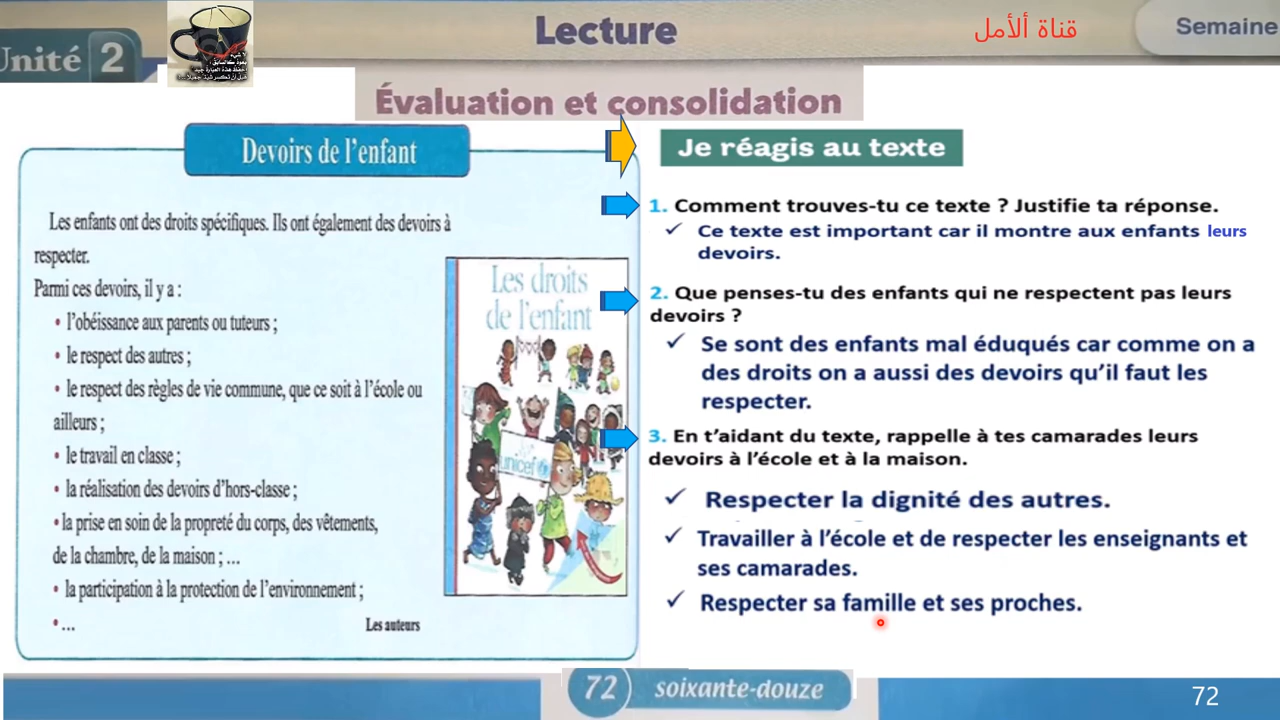 Unité 2
Lecture
قناة ألأمل
Semaine
Évaluation et consolidation
Devoirs de l'enfant
Les enfants ont des droits spécifiques. Ils ont également des devoirs à
respecter.
Parmi ces devoirs, il y a :
• l'obéissance aux parents ou tuteurs ;
• le respect des autres ;
• le respect des règles de vie commune, que ce soit à l'école ou
ailleurs ;
• le travail en classe ;
• la réalisation des devoirs d'hors-classe ;
• la prise en soin de la propreté du corps, des vêtements,
de la chambre, de la maison ; ...
• la participation à la protection de l'environnement ;
• ...
Les auteurs
Les droits
de l'enfant
unicef
Je réagis au texte
1. Comment trouves-tu ce texte ? Justifie ta réponse.
✓ Ce texte est important car il montre aux enfants leurs
devoirs.
2. Que penses-tu des enfants qui ne respectent pas leurs
devoirs ?
✓ Se sont des enfants mal éduqués car comme on a
des droits on a aussi des devoirs qu'il faut les
respecter.
3. En t'aidant du texte, rappelle à tes camarades leurs
devoirs à l'école et à la maison.
✓ Respecter la dignité des autres.
✓ Travailler à l'école et de respecter les enseignants et
ses camarades.
✓ Respecter sa famille et ses proches.
72 soixante-douze
72